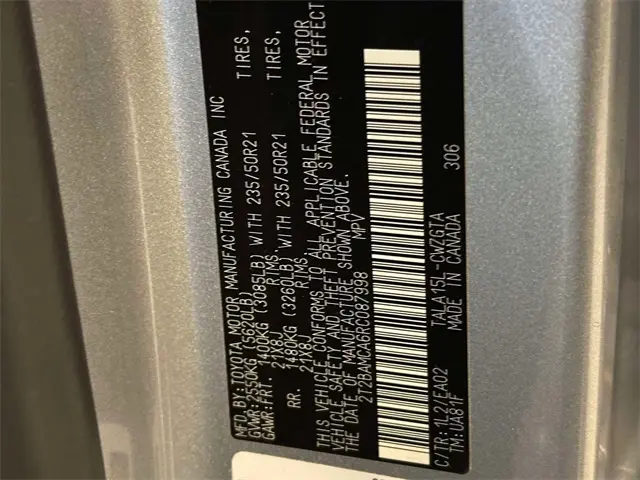 MFD.BY:TOYOTA MOTOR MANUFACTURING CANADA INC
GVWR:2550KG (5620LB)
GAWR:FRT. 1400KG (3085LB) WITH 235/50R21 TIRES,
21X8J RIMS,
RR. 1480KG (3260LB) WITH 235/50R21 TIRES,
21X8J RIMS.
THIS VEHICLE CONFORMS TO ALL APPLICABLE FEDERAL MOTOR
VEHICLE SAFETY AND THEFT PREVENTION STANDARDS IN EFFECT
ON THE DATE OF MANUFACTURE SHOWN ABOVE.
2T2BAMCA6RC087998 MPV
C/TR:1L2/EA02 TALA15L-CWZGTA 306
TM:UA81F MADE IN CANADA